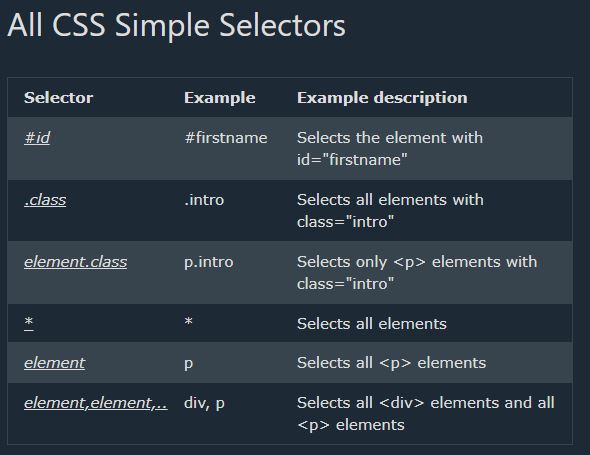 All CSS Simple Selectors
Selector Example Example description
#id #firstname Selects the element with
id="firstname"
.class .intro Selects all elements with
class="intro"
element.class p.intro Selects only <p> elements with
class="intro"
* * Selects all elements
element p Selects all <p> elements
element,element,.. div, p Selects all <div> elements and all
<p> elements